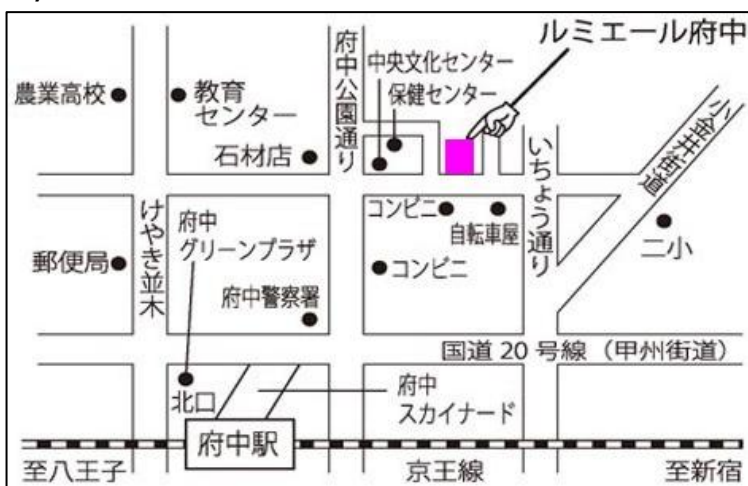 ルミエール府中
府中公園通り
中央文化センター
保健センター
農業高校
教育
センター
石材店
小金井街道
いちょう通り
けやき並木
府中
グリーンプラザ
コンビニ
自転車屋
二小
郵便局
コンビニ
府中警察署
国道20号線（甲州街道）
北口
府中
スカイナード
府中駅
至八王子
京王線
至新宿